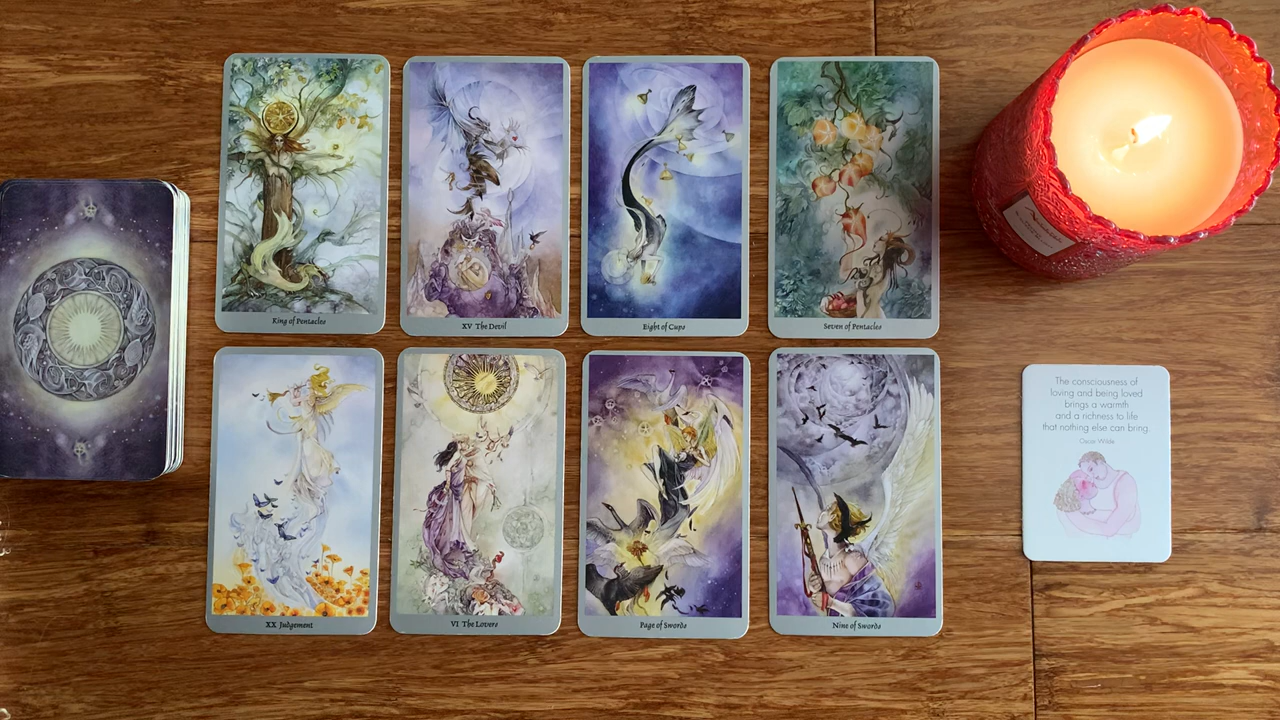 King of Pentacles
XV The Devil
Eight of Cups
Seven of Pentacles
XX Judgement
VI The Lovers
Page of Swords
Nine of Swords
The consciousness of
loving and being loved
brings a warmth
and a richness to life
that nothing else can bring.
Oscar Wilde